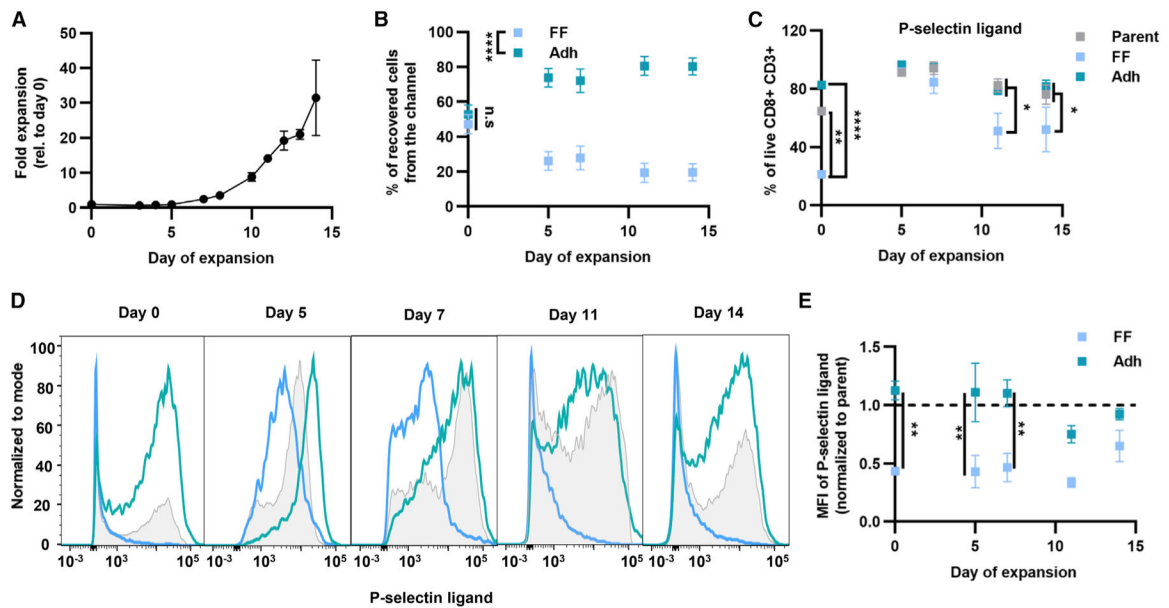 A
Fold expansion
(rel. to day 0)
50
40
30
20
10
0
0
5
10
15
Day of expansion
B
% of recovered cells
from the channel
100
80
60
40
20
0
****
FF
Adh
n.s
0
5
10
15
Day of expansion
C
P-selectin ligand
% of live CD8+ CD3+
120
80
40
0
Parent
FF
Adh
**
****
*
*
0
5
10
15
Day of expansion
D
Day 0
Day 5
Day 7
Day 11
Day 14
Normalized to mode
100
80
60
40
20
0
10-3 103 105
10-3 103 105
10-3 103 105
10-3 103 105
10-3 103 105
P-selectin ligand
E
MFI of P-selectin ligand
(normalized to parent)
1.5
1.0
0.5
0.0
FF
Adh
**
**
**
0
5
10
15
Day of expansion